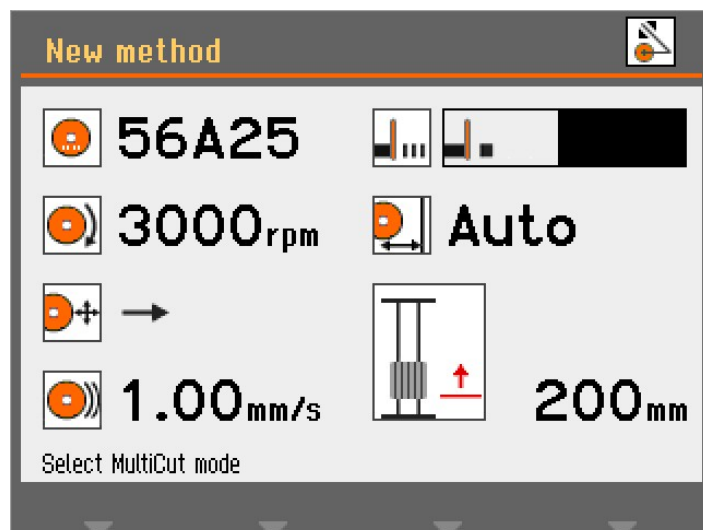 New method
56A25
3000rpm
Auto
1.00mm/s
200mm
Select MultiCut mode